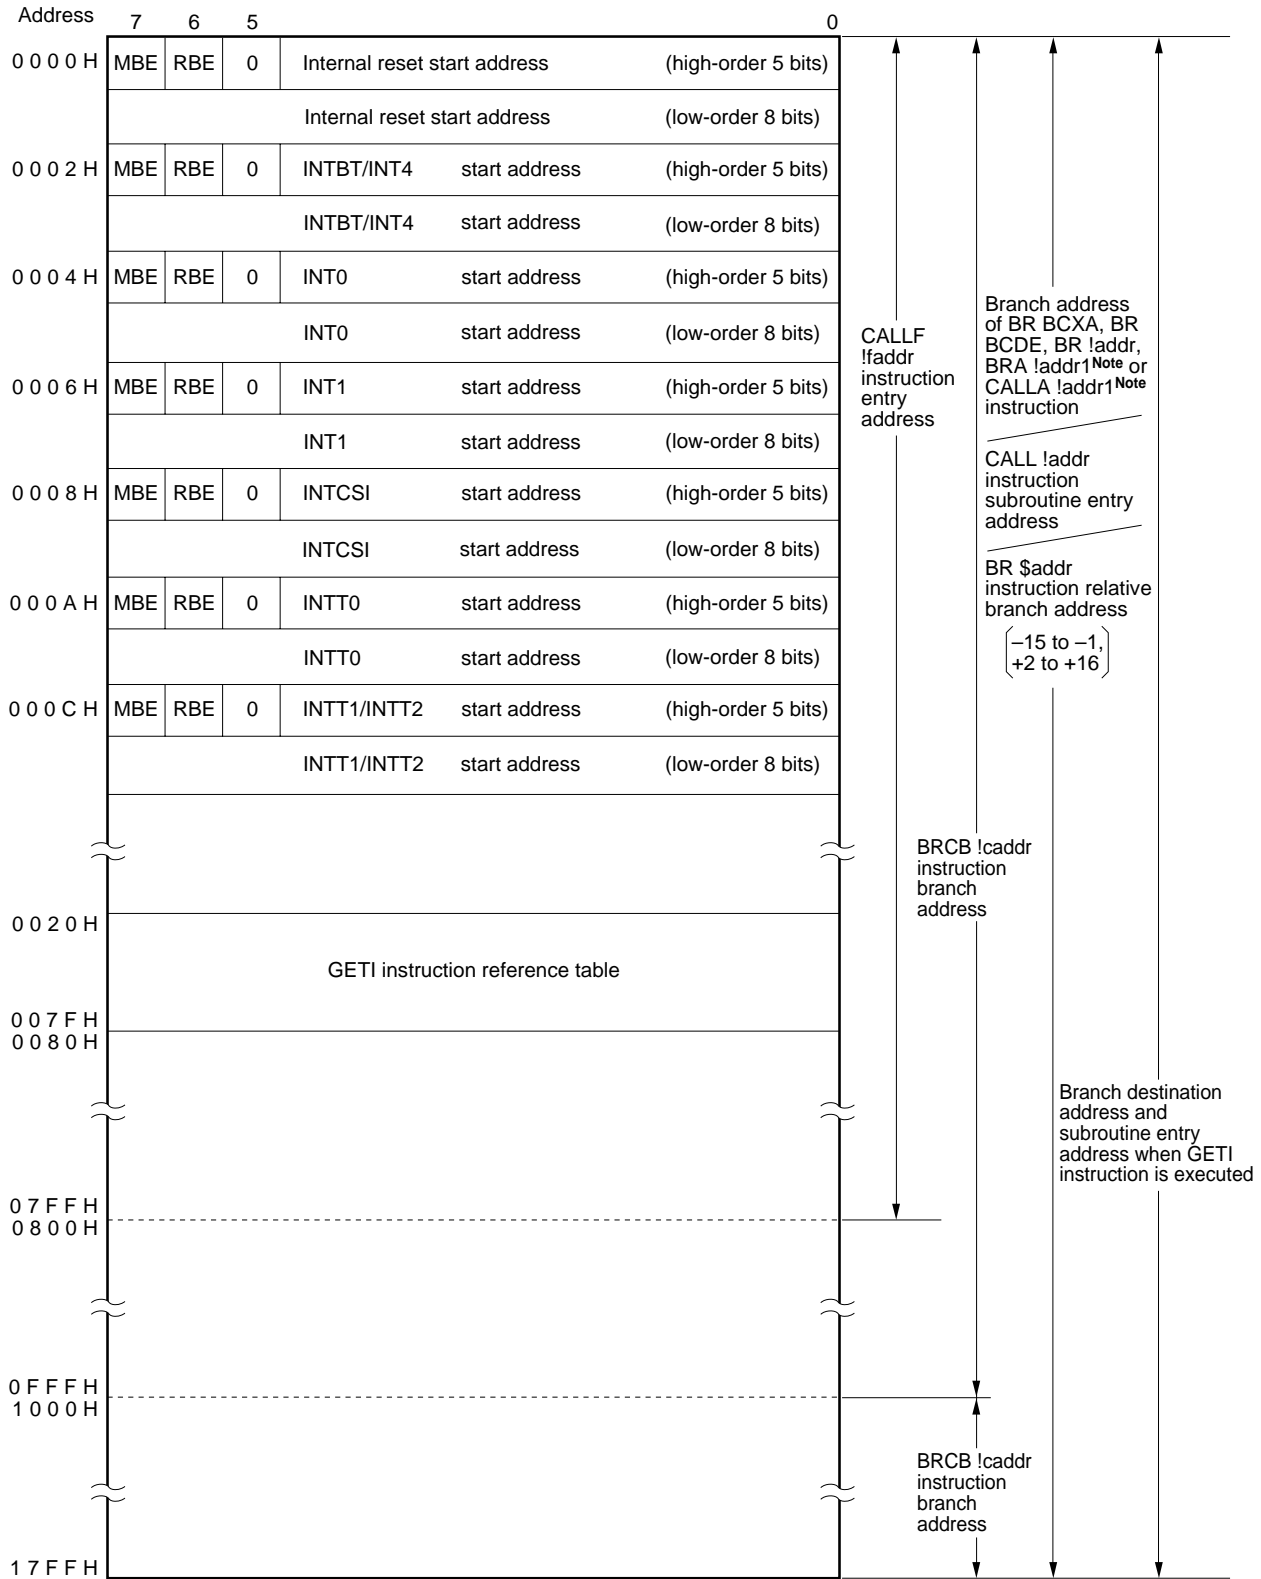 Address 7 6 5 0
0000H MBE RBE 0 Internal reset start address (high-order 5 bits)
Internal reset start address (low-order 8 bits)
0002H MBE RBE 0 INTBT/INT4 start address (high-order 5 bits)
INTBT/INT4 start address (low-order 8 bits)
0004H MBE RBE 0 INT0 start address (high-order 5 bits)
INT0 start address (low-order 8 bits)
0006H MBE RBE 0 INT1 start address (high-order 5 bits)
INT1 start address (low-order 8 bits)
0008H MBE RBE 0 INTCSI start address (high-order 5 bits)
INTCSI start address (low-order 8 bits)
000AH MBE RBE 0 INTT0 start address (high-order 5 bits)
INTT0 start address (low-order 8 bits)
000CH MBE RBE 0 INTT1/INTT2 start address (high-order 5 bits)
INTT1/INTT2 start address (low-order 8 bits)
0020H
GETI instruction reference table
007FH
0080H
07FFH
0800H
0FFFH
1000H
17FFH
CALLF
!faddr
instruction
entry
address
BRCB !caddr
instruction
branch
address
BRCB !caddr
instruction
branch
address
Branch address
of BR BCXA, BR
BCDE, BR !addr,
BRA !addr1Note or
CALLA !addr1Note
instruction
CALL !addr
instruction
subroutine entry
address
BR $addr
instruction relative
branch address
–15 to –1,
+2 to +16
Branch destination
address and
subroutine entry
address when GETI
instruction is executed